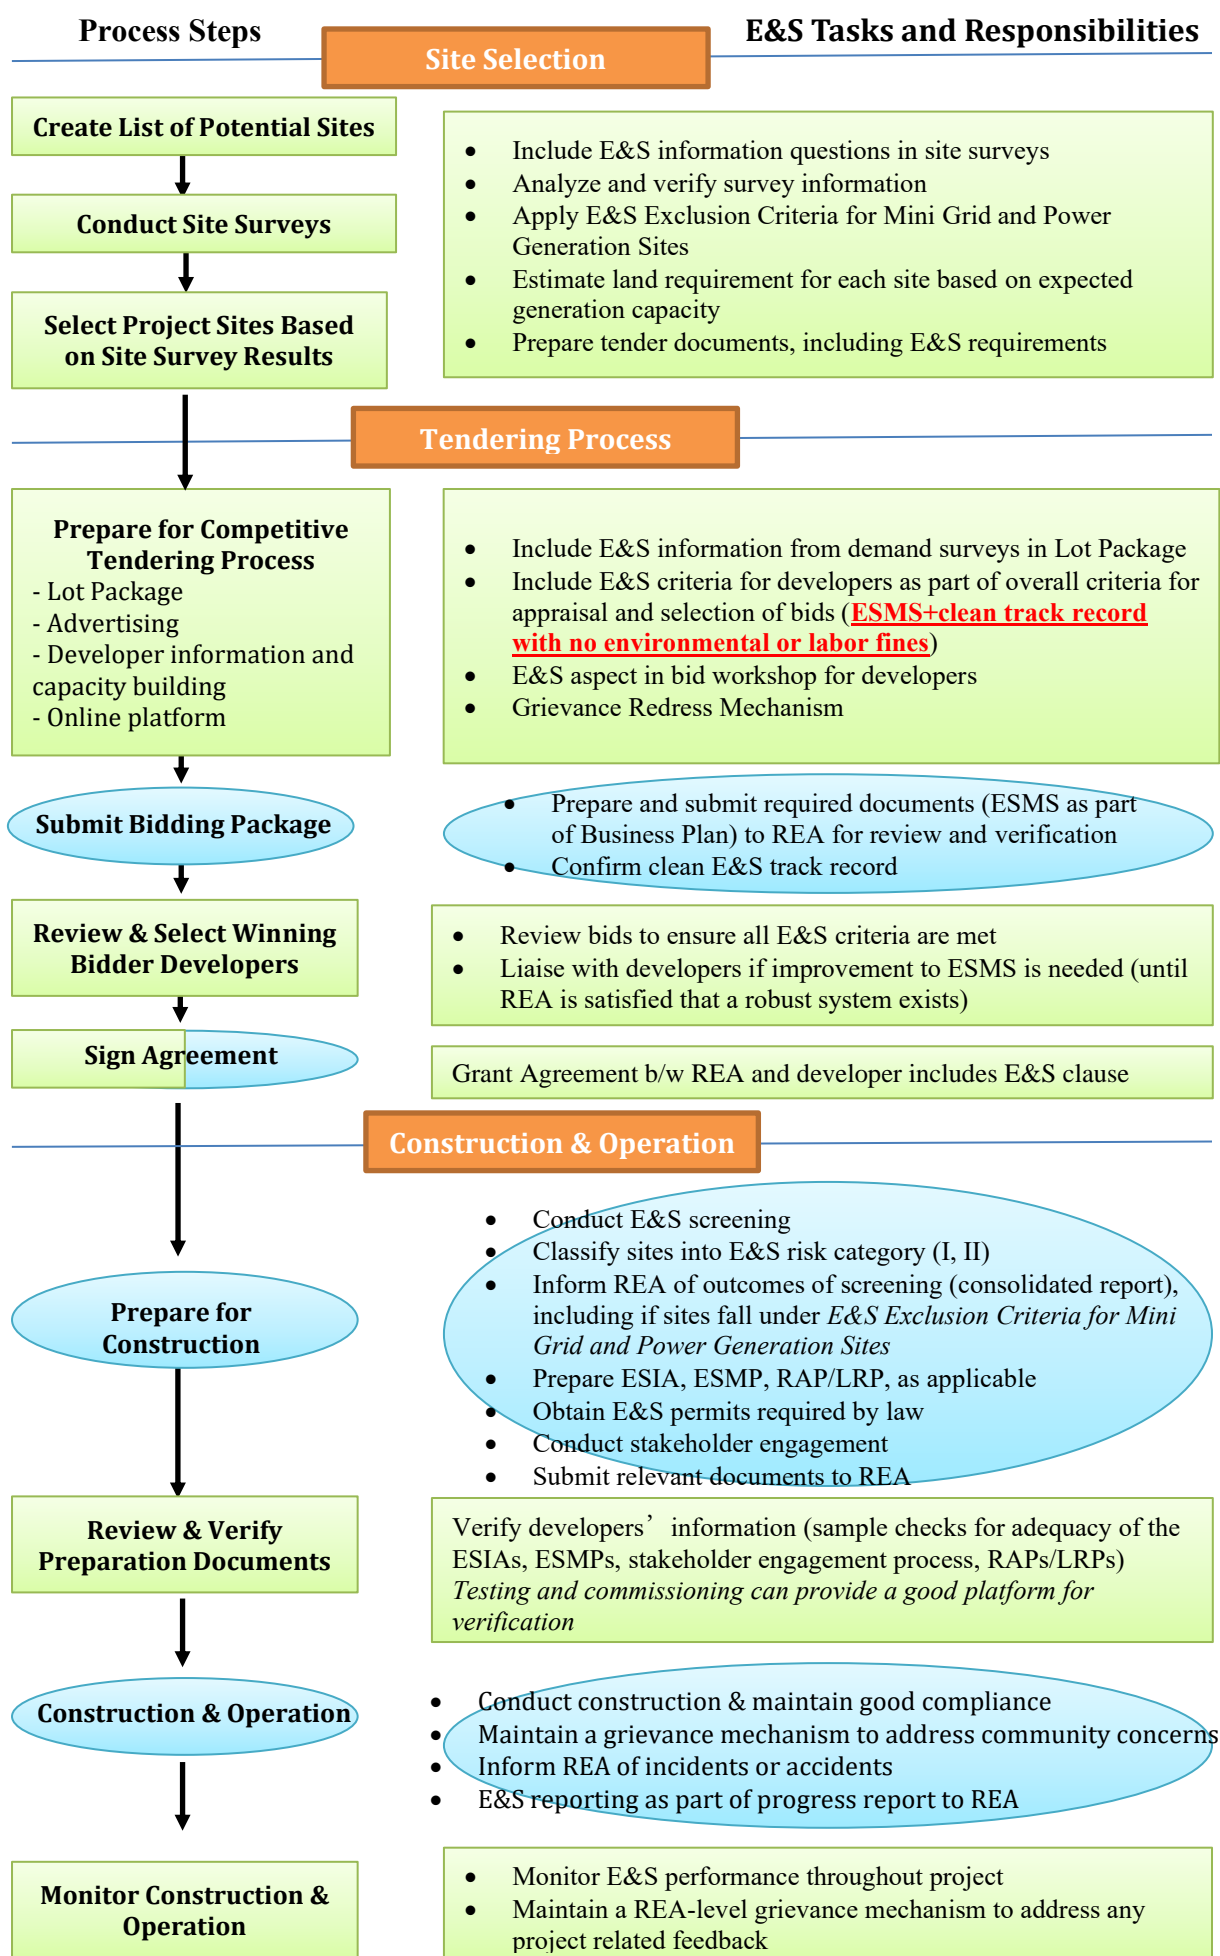 Process Steps
E&S Tasks and Responsibilities
Site Selection
Create List of Potential Sites
Conduct Site Surveys
Select Project Sites Based
on Site Survey Results
• Include E&S information questions in site surveys
• Analyze and verify survey information
• Apply E&S Exclusion Criteria for Mini Grid and Power
Generation Sites
• Estimate land requirement for each site based on expected
generation capacity
• Prepare tender documents, including E&S requirements
Tendering Process
Prepare for Competitive
Tendering Process
- Lot Package
- Advertising
- Developer information and
capacity building
- Online platform
• Include E&S information from demand surveys in Lot Package
• Include E&S criteria for developers as part of overall criteria for
appraisal and selection of bids (ESMS+clean track record
with no environmental or labor fines)
• E&S aspect in bid workshop for developers
• Grievance Redress Mechanism
Submit Bidding Package
• Prepare and submit required documents (ESMS as part
of Business Plan) to REA for review and verification
• Confirm clean E&S track record
Review & Select Winning
Bidder Developers
• Review bids to ensure all E&S criteria are met
• Liaise with developers if improvement to ESMS is needed (until
REA is satisfied that a robust system exists)
Sign Agreement
Grant Agreement b/w REA and developer includes E&S clause
Construction & Operation
Prepare for
Construction
• Conduct E&S screening
• Classify sites into E&S risk category (I, II)
• Inform REA of outcomes of screening (consolidated report),
including if sites fall under E&S Exclusion Criteria for Mini
Grid and Power Generation Sites
• Prepare ESIA, ESMP, RAP/LRP, as applicable
• Obtain E&S permits required by law
• Conduct stakeholder engagement
• Submit relevant documents to REA
Review & Verify
Preparation Documents
Verify developers’ information (sample checks for adequacy of the
ESIAs, ESMPs, stakeholder engagement process, RAPs/LRPs)
Testing and commissioning can provide a good platform for
verification
Construction & Operation
• Conduct construction & maintain good compliance
• Maintain a grievance mechanism to address community concerns
• Inform REA of incidents or accidents
• E&S reporting as part of progress report to REA
Monitor Construction &
Operation
• Monitor E&S performance throughout project
• Maintain a REA-level grievance mechanism to address any
project related feedback